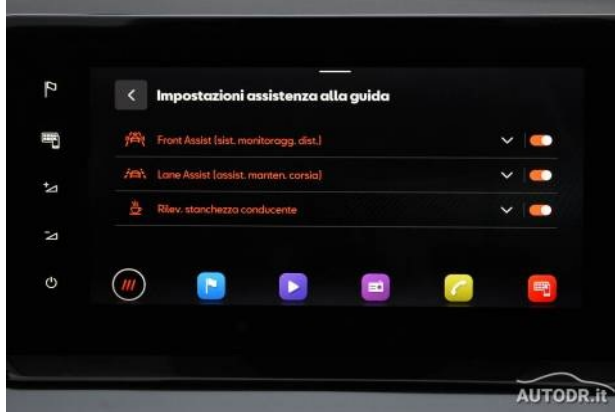 Impostazioni assistenza alla guida
Front Assist (sist. monitoragg. dist.)
Lane Assist (assist. manten. corsia)
Rilev. stanchezza conducente
AUTODR.it